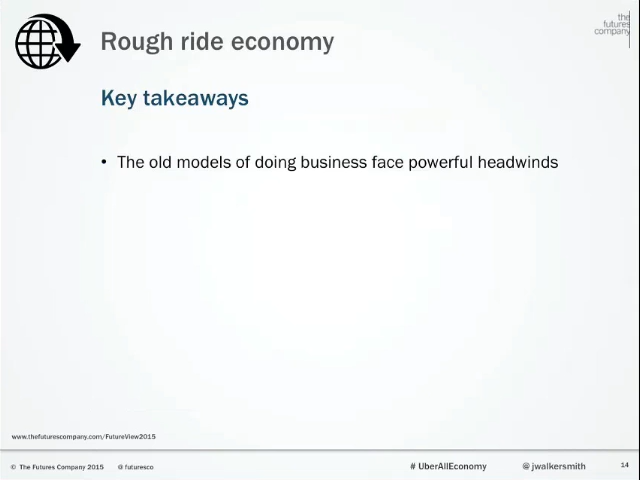 the
futures
company
Rough ride economy
Key takeaways
• The old models of doing business face powerful headwinds
www.thefuturescompany.com/FutureView2015
© The Futures Company 2015 @ futuresco # UberAllEconomy @ jwalkersmith 14